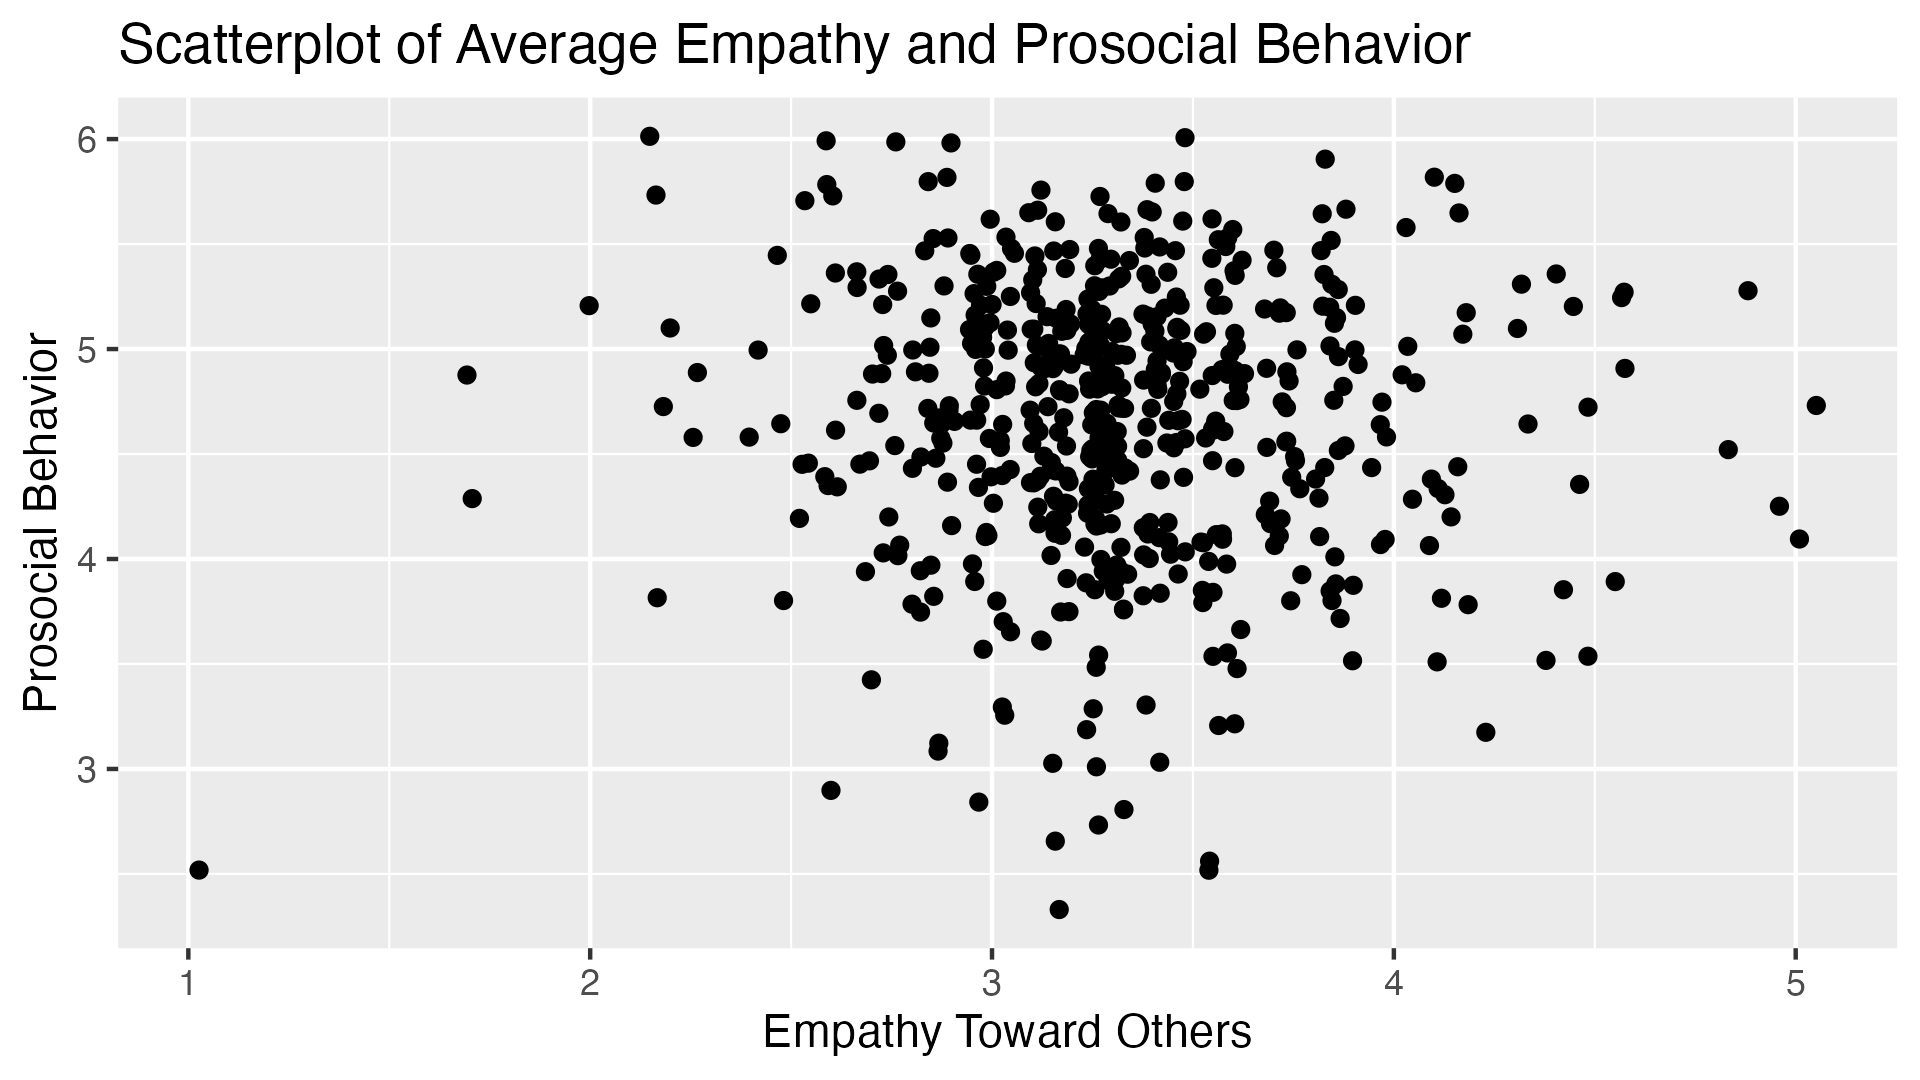 Scatterplot of Average Empathy and Prosocial Behavior
6
5
4
3
Prosocial Behavior
1 2 3 4 5
Empathy Toward Others